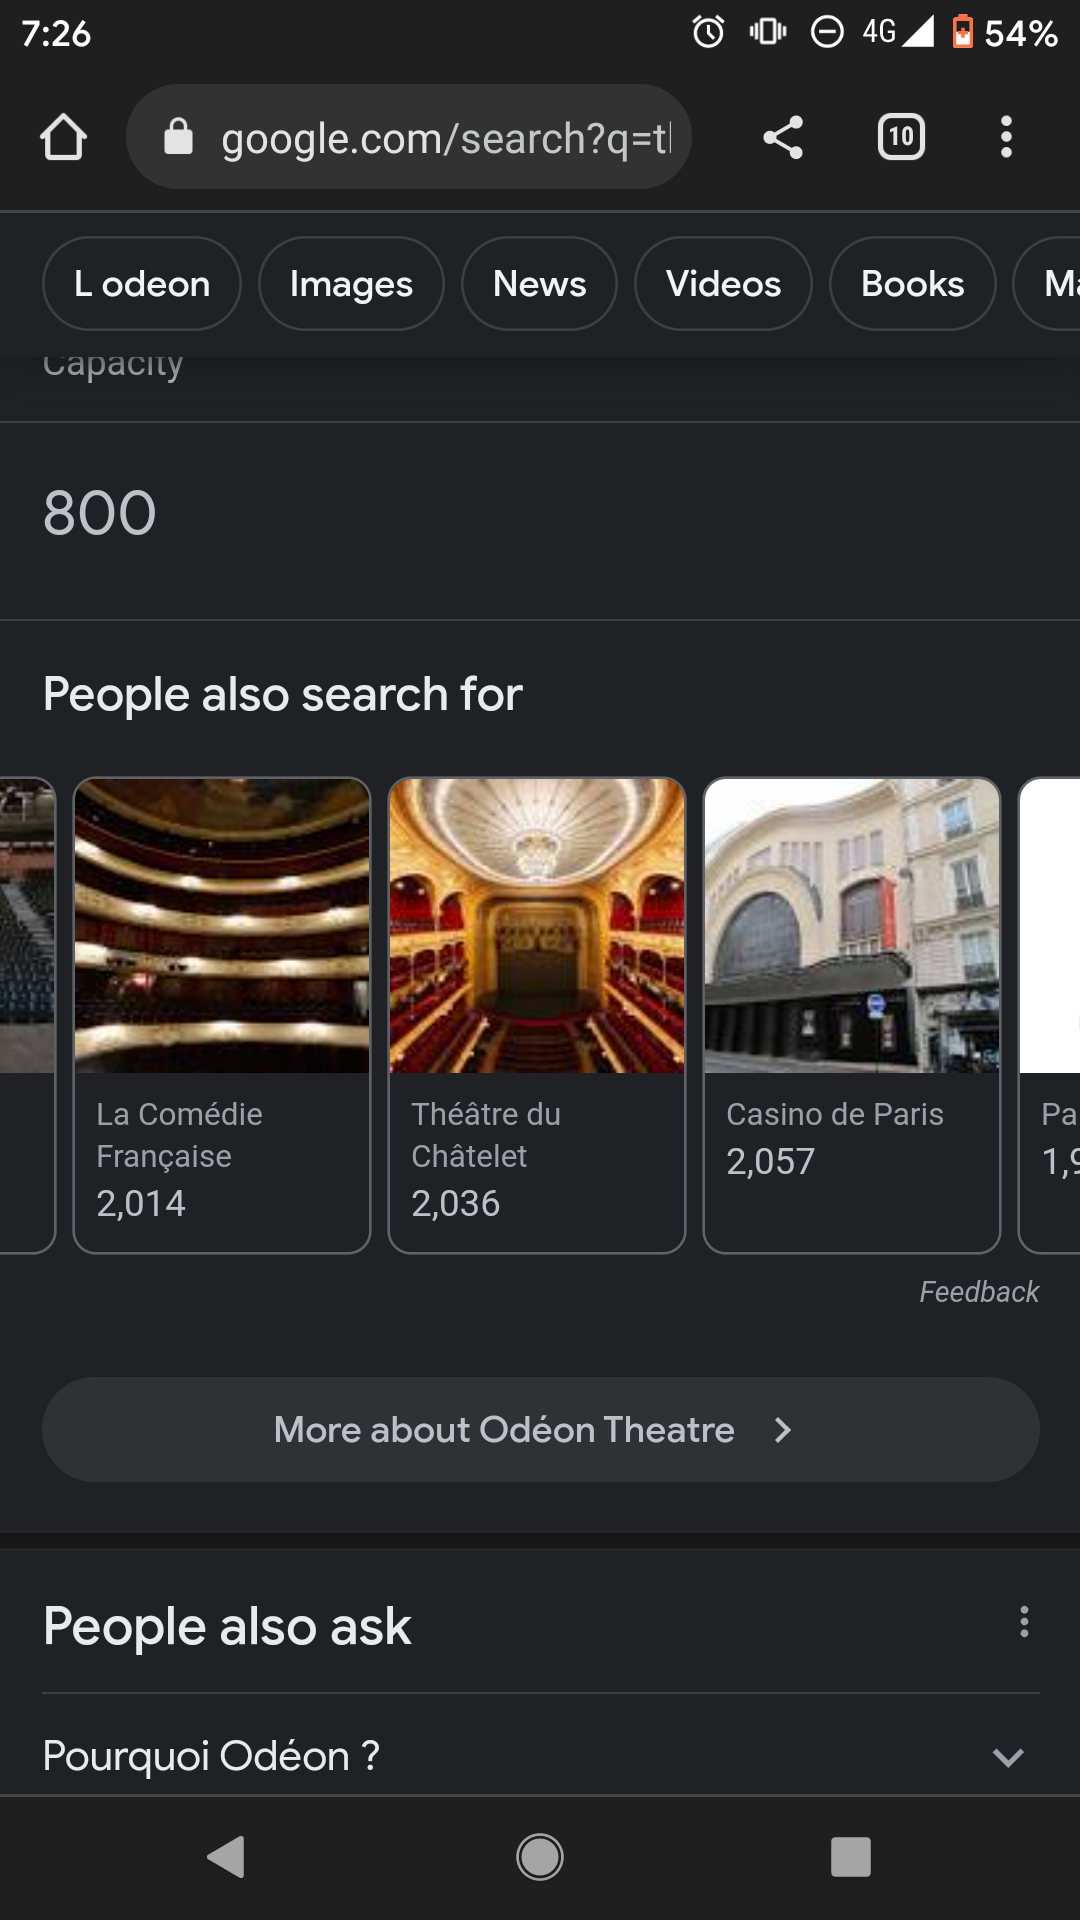 7:26
4G
54%
google.com/search?q=t
10
L odeon
Images
News
Videos
Books
Capacity
800
People also search for
La Comédie
Française
2,014
Théâtre du
Châtelet
2,036
Casino de Paris
2,057
Pa
1,9
Feedback
More about Odéon Theatre
People also ask
Pourquoi Odéon ?